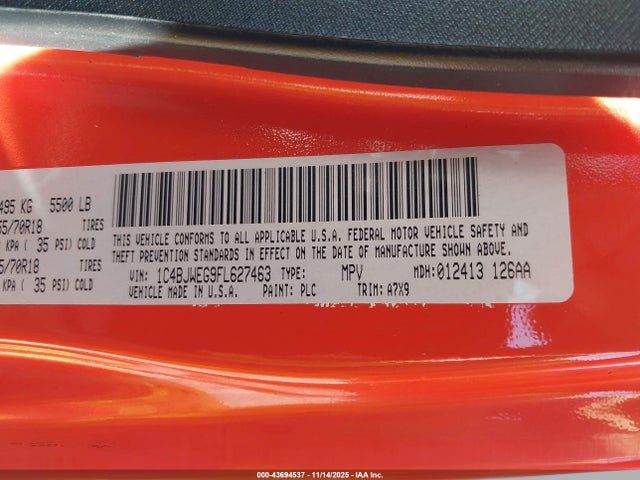 495 KG 5500 LB
55/70R18 TIRES
KPA ( 35 PSI) COLD
5/70R18 TIRES
KPA ( 35 PSI) COLD
THIS VEHICLE CONFORMS TO ALL APPLICABLE U.S.A. FEDERAL MOTOR VEHICLE SAFETY AND
THEFT PREVENTION STANDARDS IN EFFECT ON THE DATE OF MANUFACTURE SHOWN ABOVE.
VIN: 1C4BJWEG9FL627463 TYPE: MPV MDH: 012413 126AA
VEHICLE MADE IN U.S.A. PAINT: PLC TRIM: A7X9
000-43694537 - 11/14/2025 - IAA Inc.